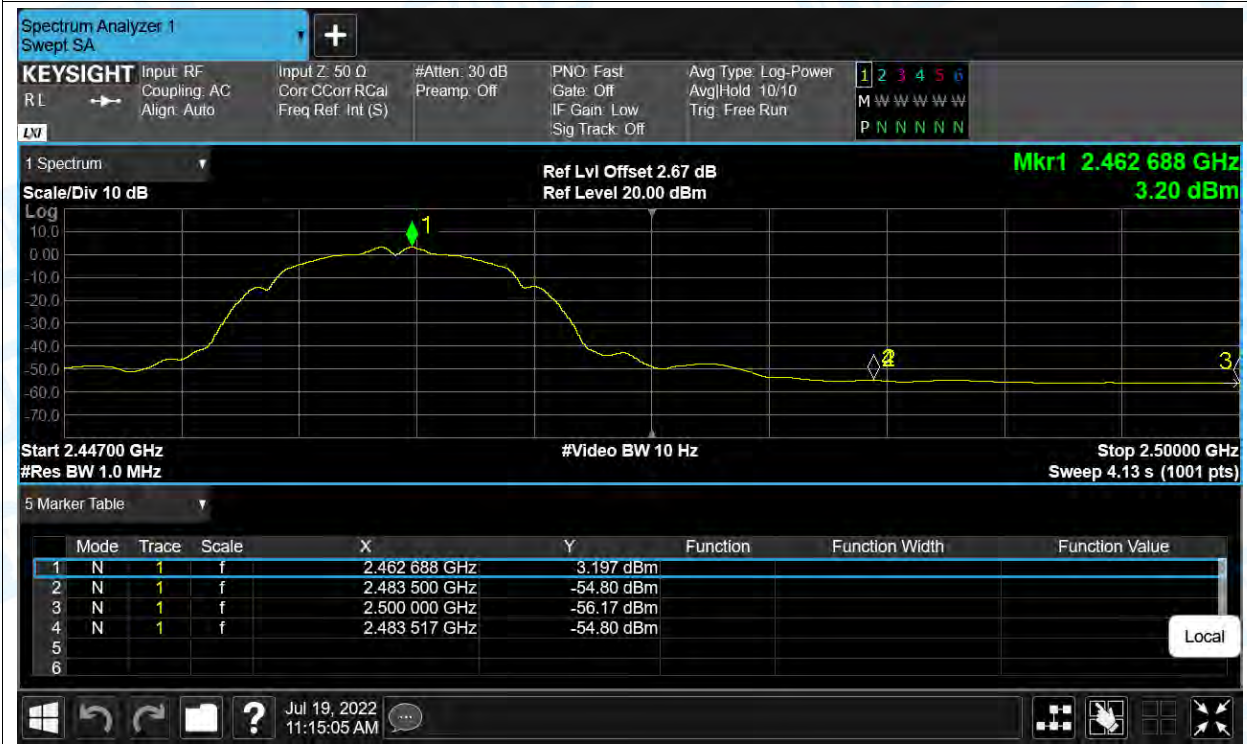 Spectrum Analyzer 1
Swept SA
KEYSIGHT
RL
LXI
Input: RF
Coupling: AC
Align: Auto
Input Z: 50 Ω
Corr CCorr RCal
Freq Ref: Int (S)
#Atten: 30 dB
Preamp: Off
PNO: Fast
Gate: Off
IF Gain: Low
Sig Track: Off
Avg Type: Log-Power
Avg|Hold: 10/10
Trig: Free Run
1 2 3 4 5 6
M W W W W W
P N N N N N
1 Spectrum
Scale/Div 10 dB
Ref Lvl Offset 2.67 dB
Ref Level 20.00 dBm
Mkr1 2.462 688 GHz
3.20 dBm
Log
10.0
0.00
-10.0
-20.0
-30.0
-40.0
-50.0
-60.0
-70.0
1
3
Start 2.44700 GHz
#Res BW 1.0 MHz
#Video BW 10 Hz
Stop 2.50000 GHz
Sweep 4.13 s (1001 pts)
5 Marker Table
Mode Trace Scale X Y Function Function Width Function Value
1 N 1 f 2.462 688 GHz 3.197 dBm
2 N 1 f 2.483 500 GHz -54.80 dBm
3 N 1 f 2.500 000 GHz -56.17 dBm
4 N 1 f 2.483 517 GHz -54.80 dBm
5
6
Local
?
Jul 19, 2022
11:15:05 AM